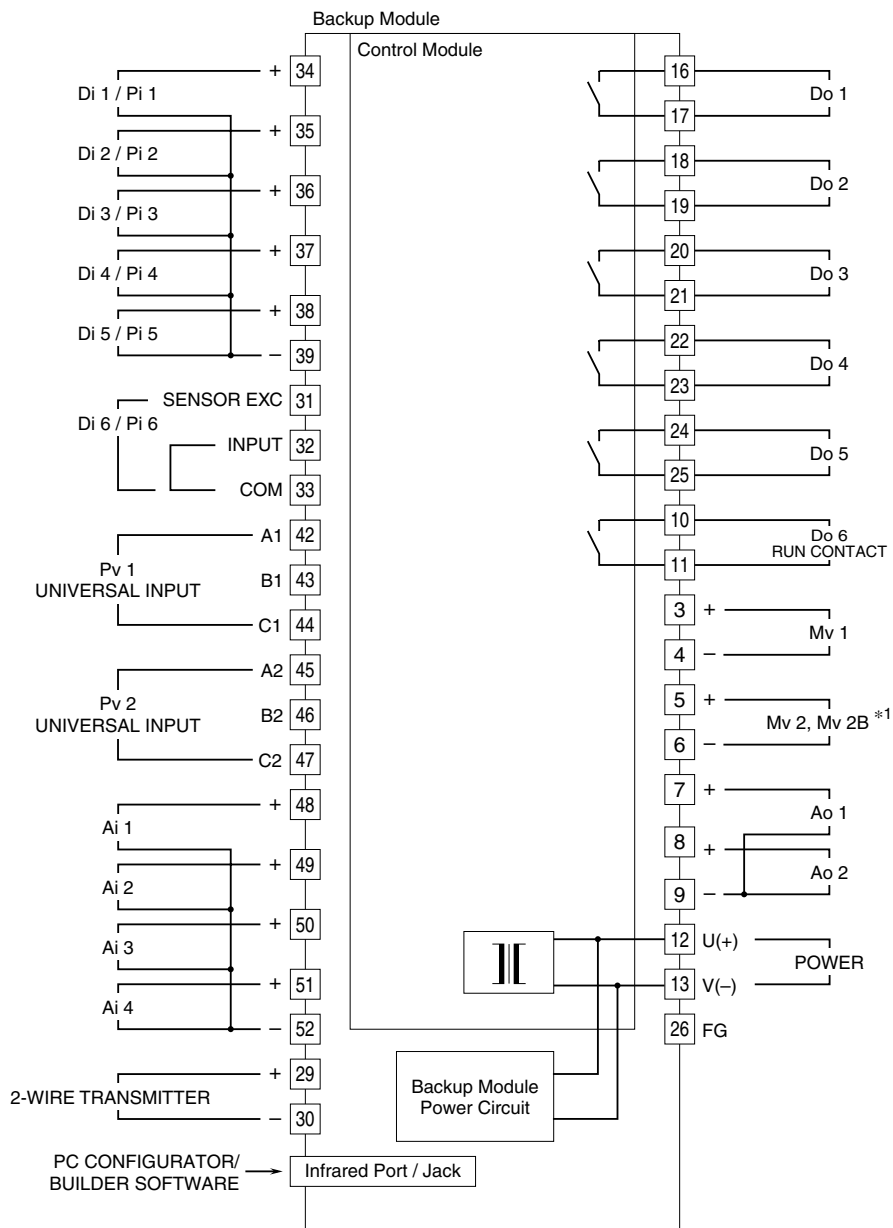 Backup Module
Control Module
Di 1 / Pi 1
+ 34
Di 2 / Pi 2
+ 35
Di 3 / Pi 3
+ 36
Di 4 / Pi 4
+ 37
Di 5 / Pi 5
+ 38
– 39
Di 6 / Pi 6
SENSOR EXC 31
INPUT 32
COM 33
Pv 1
UNIVERSAL INPUT
A1 42
B1 43
C1 44
Pv 2
UNIVERSAL INPUT
A2 45
B2 46
C2 47
Ai 1
+ 48
Ai 2
+ 49
Ai 3
+ 50
Ai 4
+ 51
– 52
2-WIRE TRANSMITTER
+ 29
– 30
PC CONFIGURATOR/
BUILDER SOFTWARE
Infrared Port / Jack
16
17
Do 1
18
19
Do 2
20
21
Do 3
22
23
Do 4
24
25
Do 5
10
11
Do 6
RUN CONTACT
3 +
4 –
Mv 1
5 +
6 –
Mv 2, Mv 2B *1
7 +
Ao 1
8 +
9 –
Ao 2
12 U(+)
13 V(–)
POWER
26 FG
Backup Module
Power Circuit